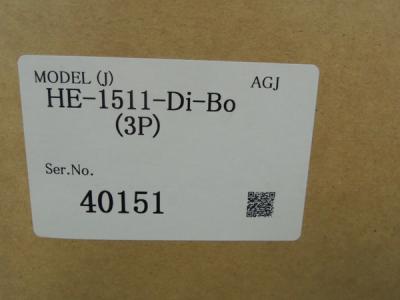 MODEL (J) AGJ
HE-1511-Di-Bo
(3P)
Ser.No.
40151